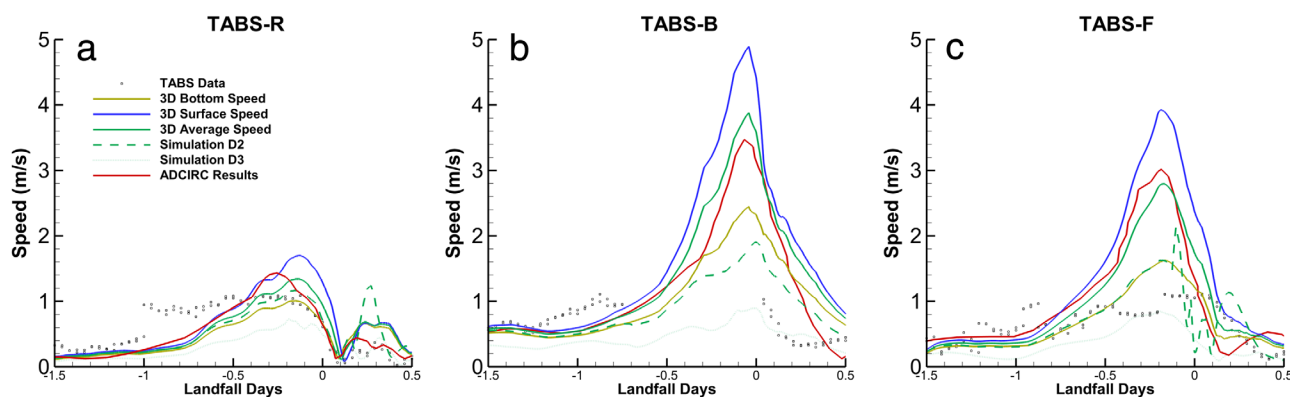 TABS-R
TABS-B
TABS-F
a
b
c
TABS Data
3D Bottom Speed
3D Surface Speed
3D Average Speed
Simulation D2
Simulation D3
ADCIRC Results
Speed (m/s)
Speed (m/s)
Speed (m/s)
5
4
3
2
1
0
5
4
3
2
1
0
5
4
3
2
1
0
-1.5 -1 -0.5 0 0.5
-1.5 -1 -0.5 0 0.5
-1.5 -1 -0.5 0 0.5
Landfall Days
Landfall Days
Landfall Days